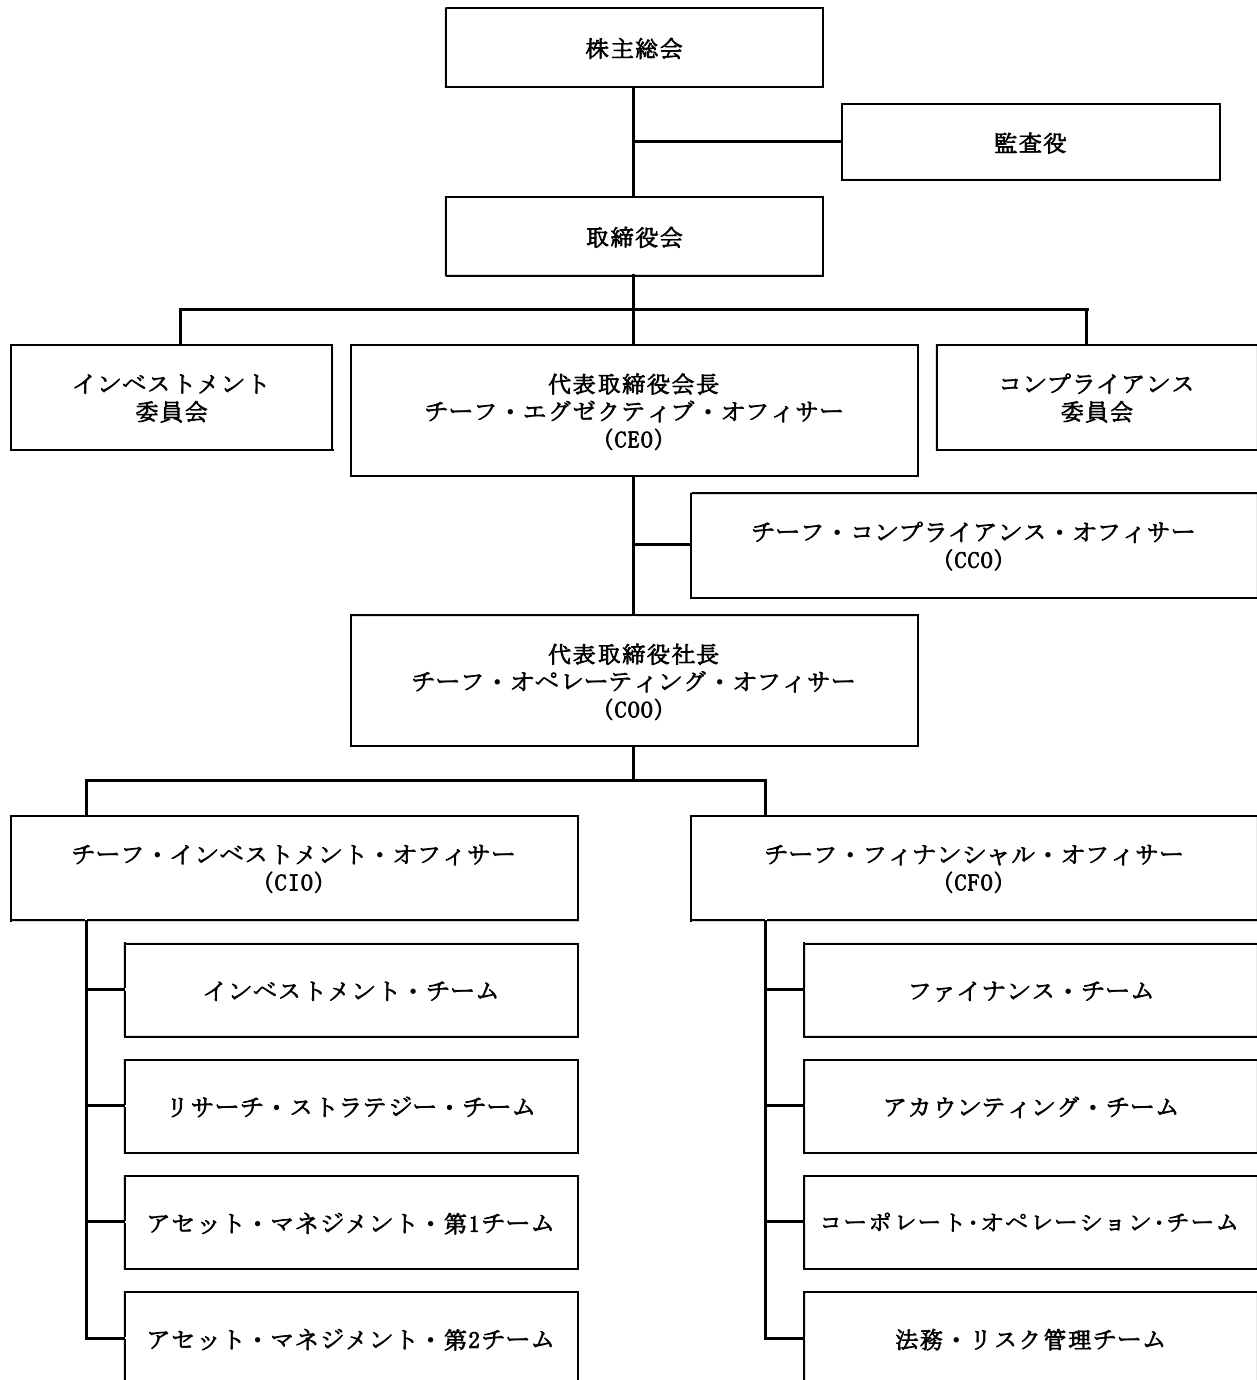 株主総会
監査役
取締役会
インベストメント
委員会
代表取締役会長
チーフ・エグゼクティブ・オフィサー
(CEO)
コンプライアンス
委員会
チーフ・コンプライアンス・オフィサー
(CCO)
代表取締役社長
チーフ・オペレーティング・オフィサー
(COO)
チーフ・インベストメント・オフィサー
(CIO)
チーフ・フィナンシャル・オフィサー
(CFO)
インベストメント・チーム
リサーチ・ストラテジー・チーム
アセット・マネジメント・第1チーム
アセット・マネジメント・第2チーム
ファイナンス・チーム
アカウンティング・チーム
コーポレート・オペレーション・チーム
法務・リスク管理チーム